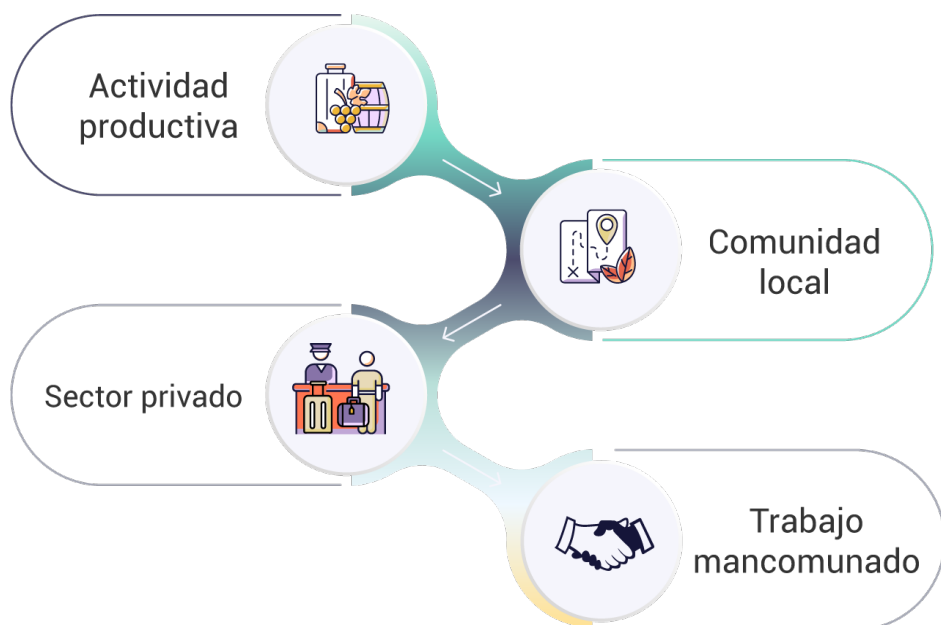 Actividad
productiva
Comunidad
local
Sector privado
Trabajo
mancomunado